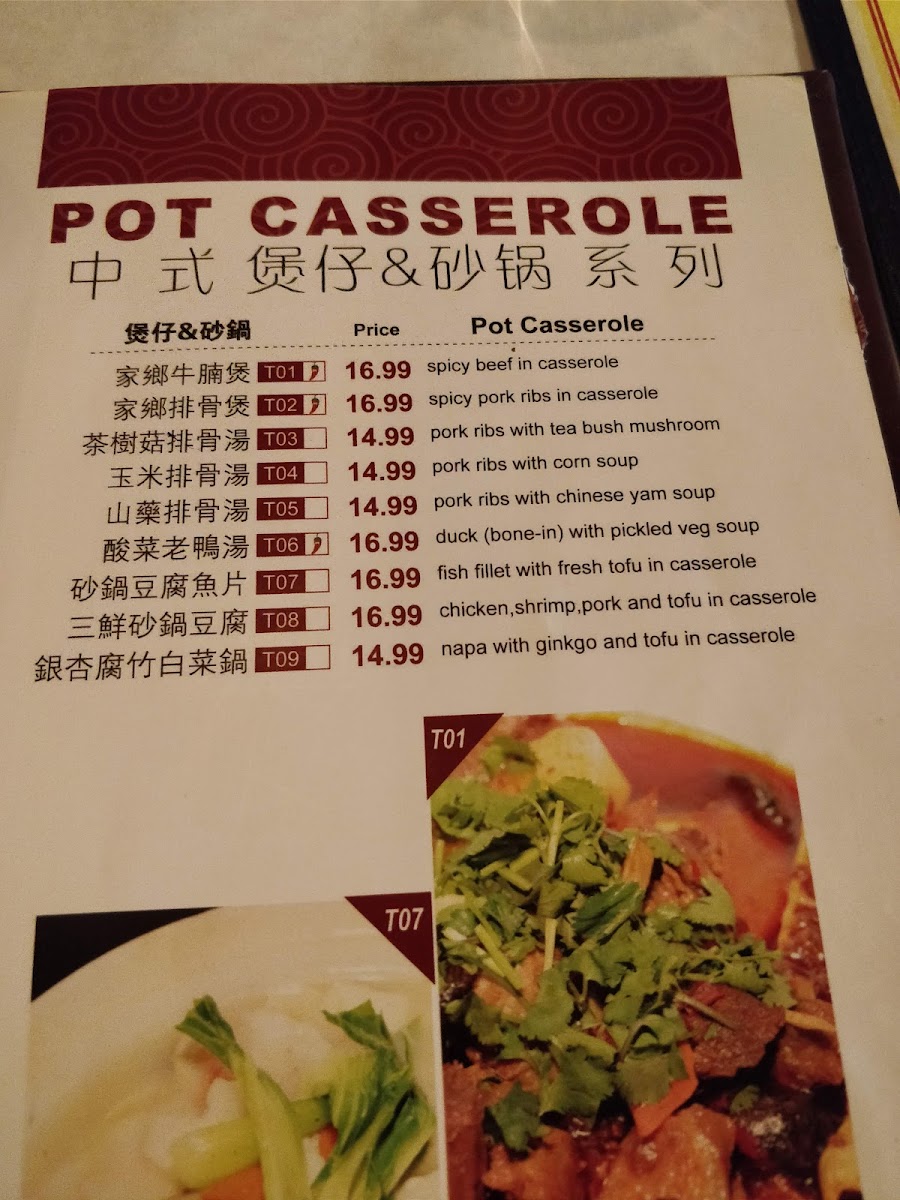 POT CASSEROLE
中式煲仔&砂锅系列
煲仔&砂鍋 Price Pot Casserole
家鄉牛腩煲 T01 16.99 spicy beef in casserole
家鄉排骨煲 T02 16.99 spicy pork ribs in casserole
茶樹菇排骨湯 T03 14.99 pork ribs with tea bush mushroom
玉米排骨湯 T04 14.99 pork ribs with corn soup
山藥排骨湯 T05 14.99 pork ribs with chinese yam soup
酸菜老鴨湯 T06 16.99 duck (bone-in) with pickled veg soup
砂鍋豆腐魚片 T07 16.99 fish fillet with fresh tofu in casserole
三鮮砂鍋豆腐 T08 16.99 chicken,shrimp,pork and tofu in casserole
銀杏腐竹白菜鍋 T09 14.99 napa with ginkgo and tofu in casserole
T01
T07